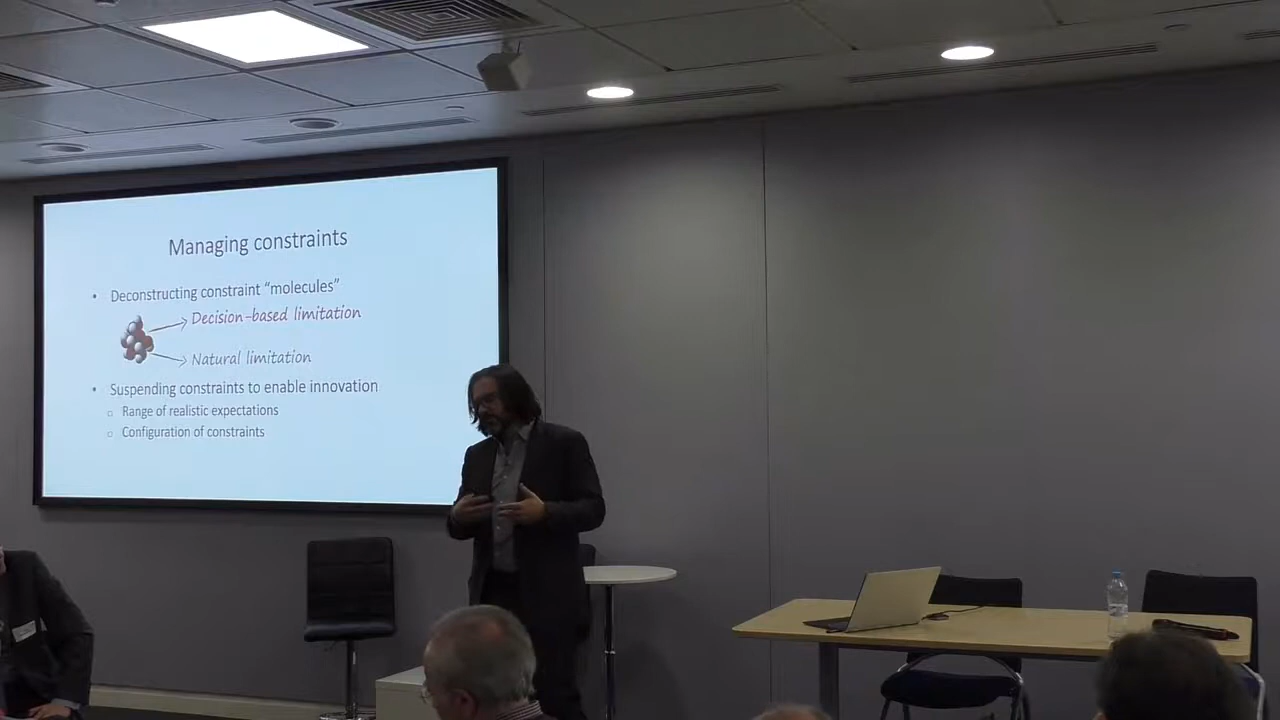 Managing constraints
• Deconstructing constraint “molecules”
Decision-based limitation
Natural limitation
• Suspending constraints to enable innovation
○ Range of realistic expectations
○ Configuration of constraints